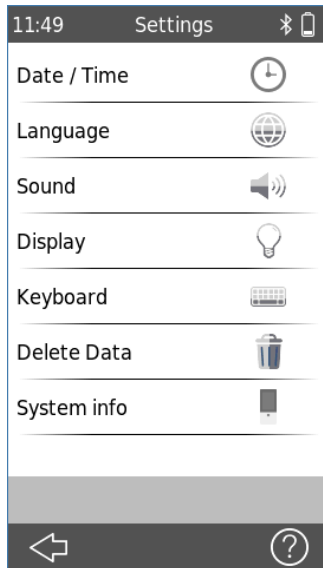 11:49 Settings
Date / Time
Language
Sound
Display
Keyboard
Delete Data
System info
?